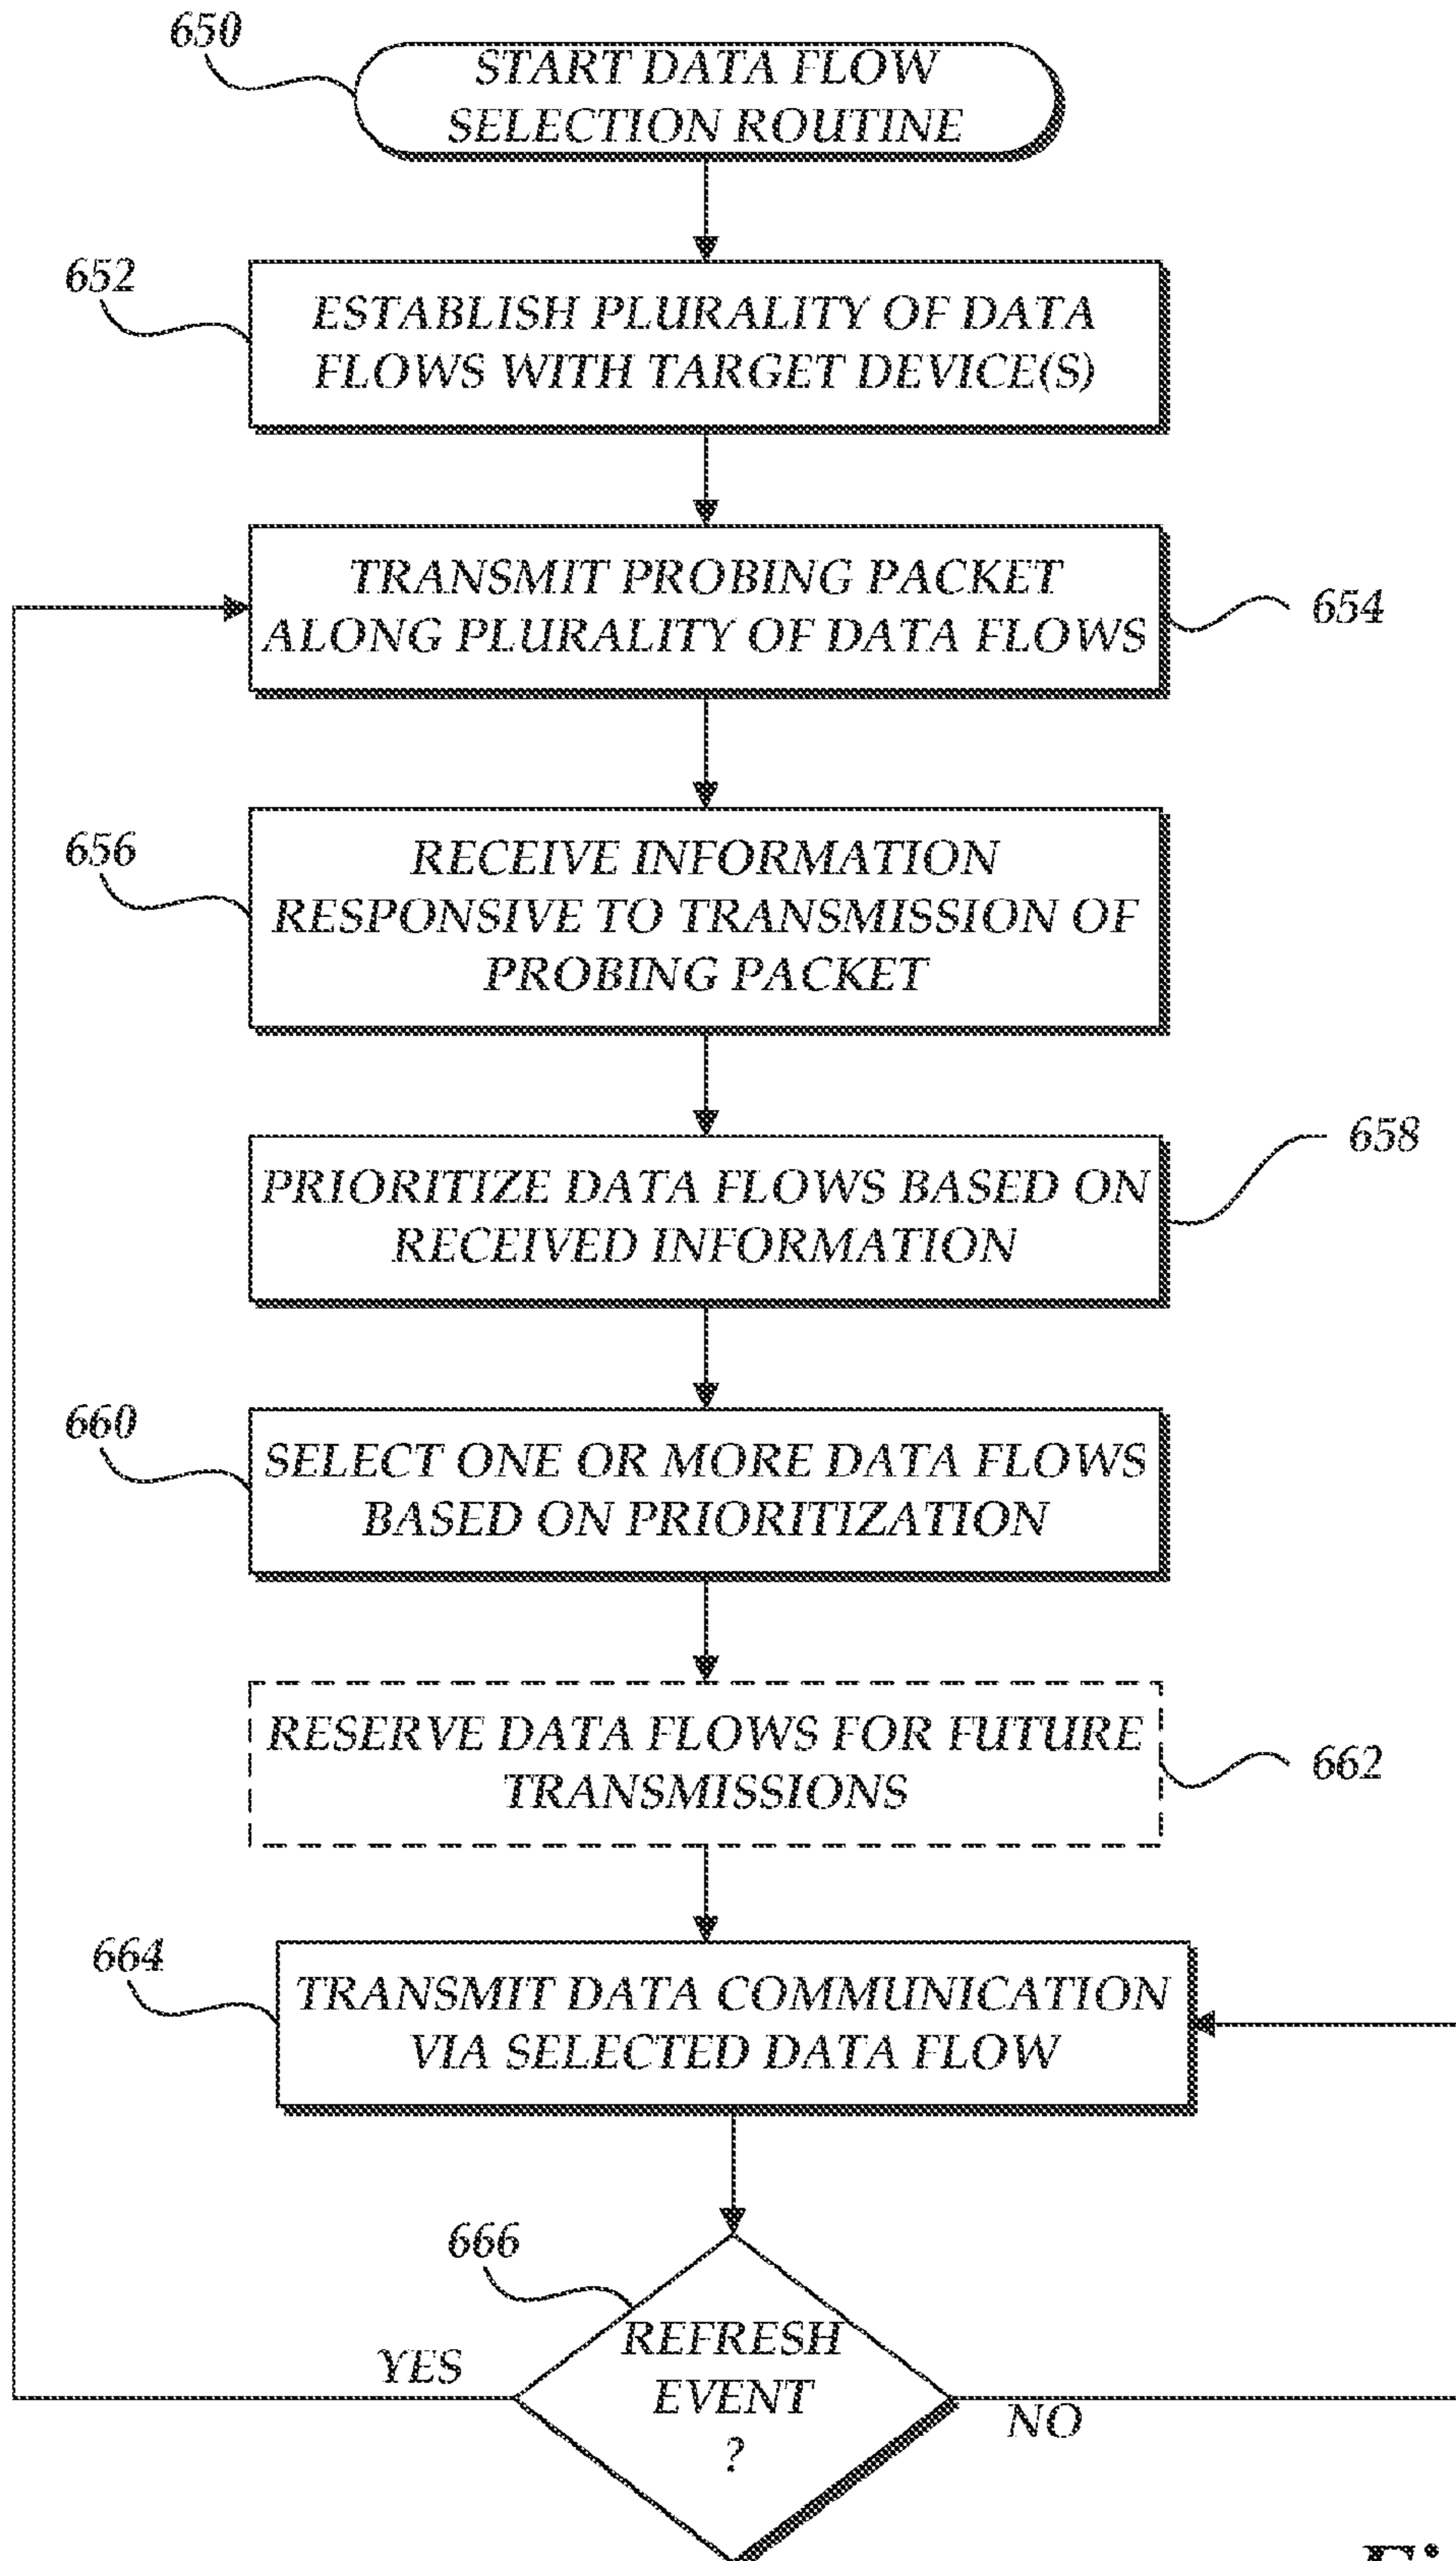 650
START DATA FLOW
SELECTION ROUTINE
652
ESTABLISH PLURALITY OF DATA
FLOWS WITH TARGET DEVICE(S)
TRANSMIT PROBING PACKET
ALONG PLURALITY OF DATA FLOWS
654
656
RECEIVE INFORMATION
RESPONSIVE TO TRANSMISSION OF
PROBING PACKET
658
PRIORITIZE DATA FLOWS BASED ON
RECEIVED INFORMATION
660
SELECT ONE OR MORE DATA FLOWS
BASED ON PRIORITIZATION
RESERVE DATA FLOWS FOR FUTURE
TRANSMISSIONS
662
664
TRANSMIT DATA COMMUNICATION
VIA SELECTED DATA FLOW
666
REFRESH
EVENT
?
YES
NO